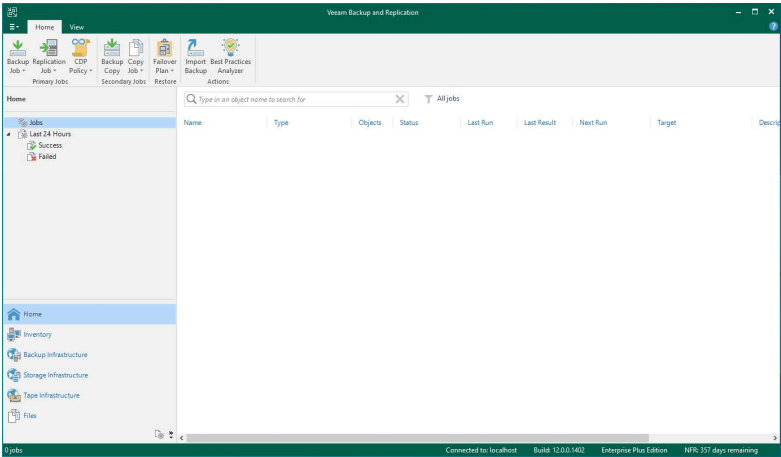 Veeam Backup and Replication
Home View
Backup Job Replication Job CDP Policy Backup Copy Copy Job Failover Plan Import Backup Best Practices Analyzer
Primary Jobs Secondary Jobs Restore Actions
Home
Type in an object name to search for
All jobs
Jobs
Last 24 Hours
Success
Failed
Name Type Objects Status Last Run Last Result Next Run Target Descrip
Home
Inventory
Backup Infrastructure
Storage Infrastructure
Tape Infrastructure
Files
0 jobs
Connected to: localhost Build: 12.0.0.1402 Enterprise Plus Edition NFR: 357 days remaining